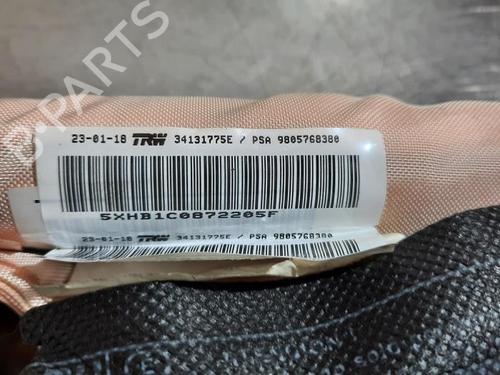 B-PARTS
23-01-18 TRW 34131775E / PSA 9805768380
5XHB1C0872205F
23-01-18 TRW 34131775E / PSA 9805768380